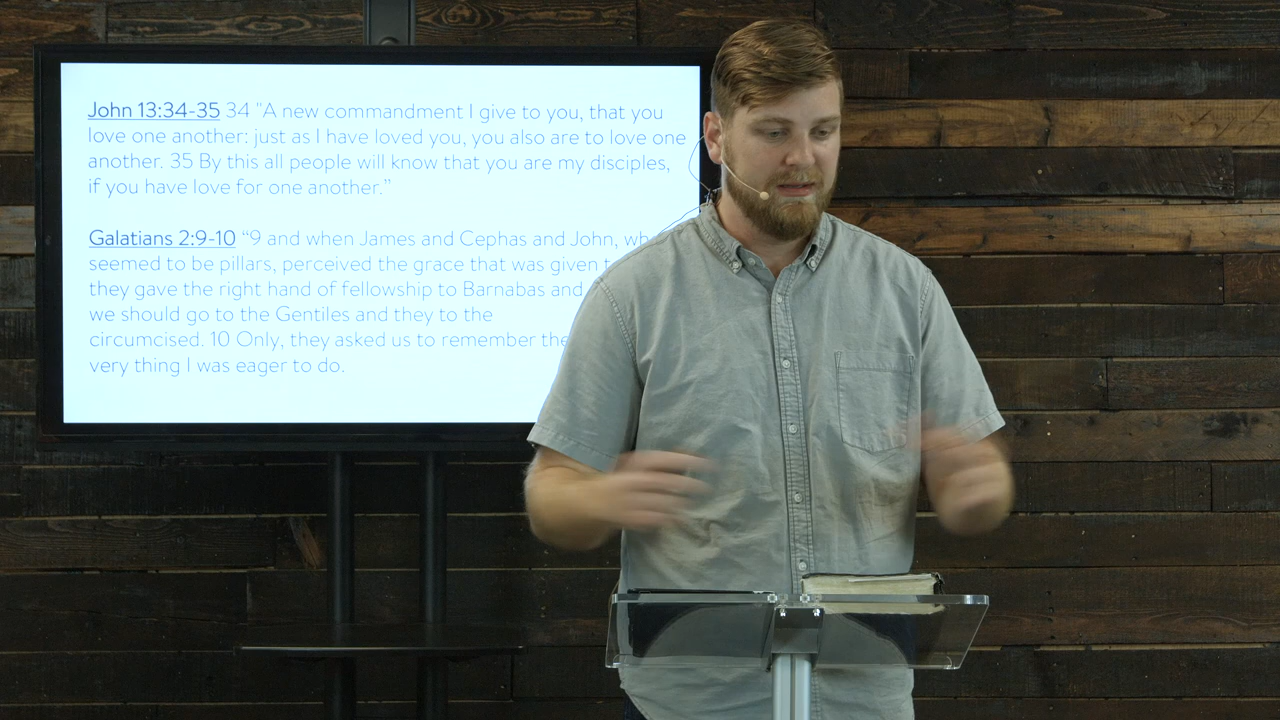 John 13:34-35 34 "A new commandment I give to you, that you
love one another: just as I have loved you, you also are to love one
another. 35 By this all people will know that you are my disciples,
if you have love for one another.”
Galatians 2:9-10 “9 and when James and Cephas and John,
seemed to be pillars, perceived the grace that was given
they gave the right hand of fellowship to Barnabas and
we should go to the Gentiles and they to the
circumcised. 10 Only, they asked us to remember the
very thing I was eager to do.